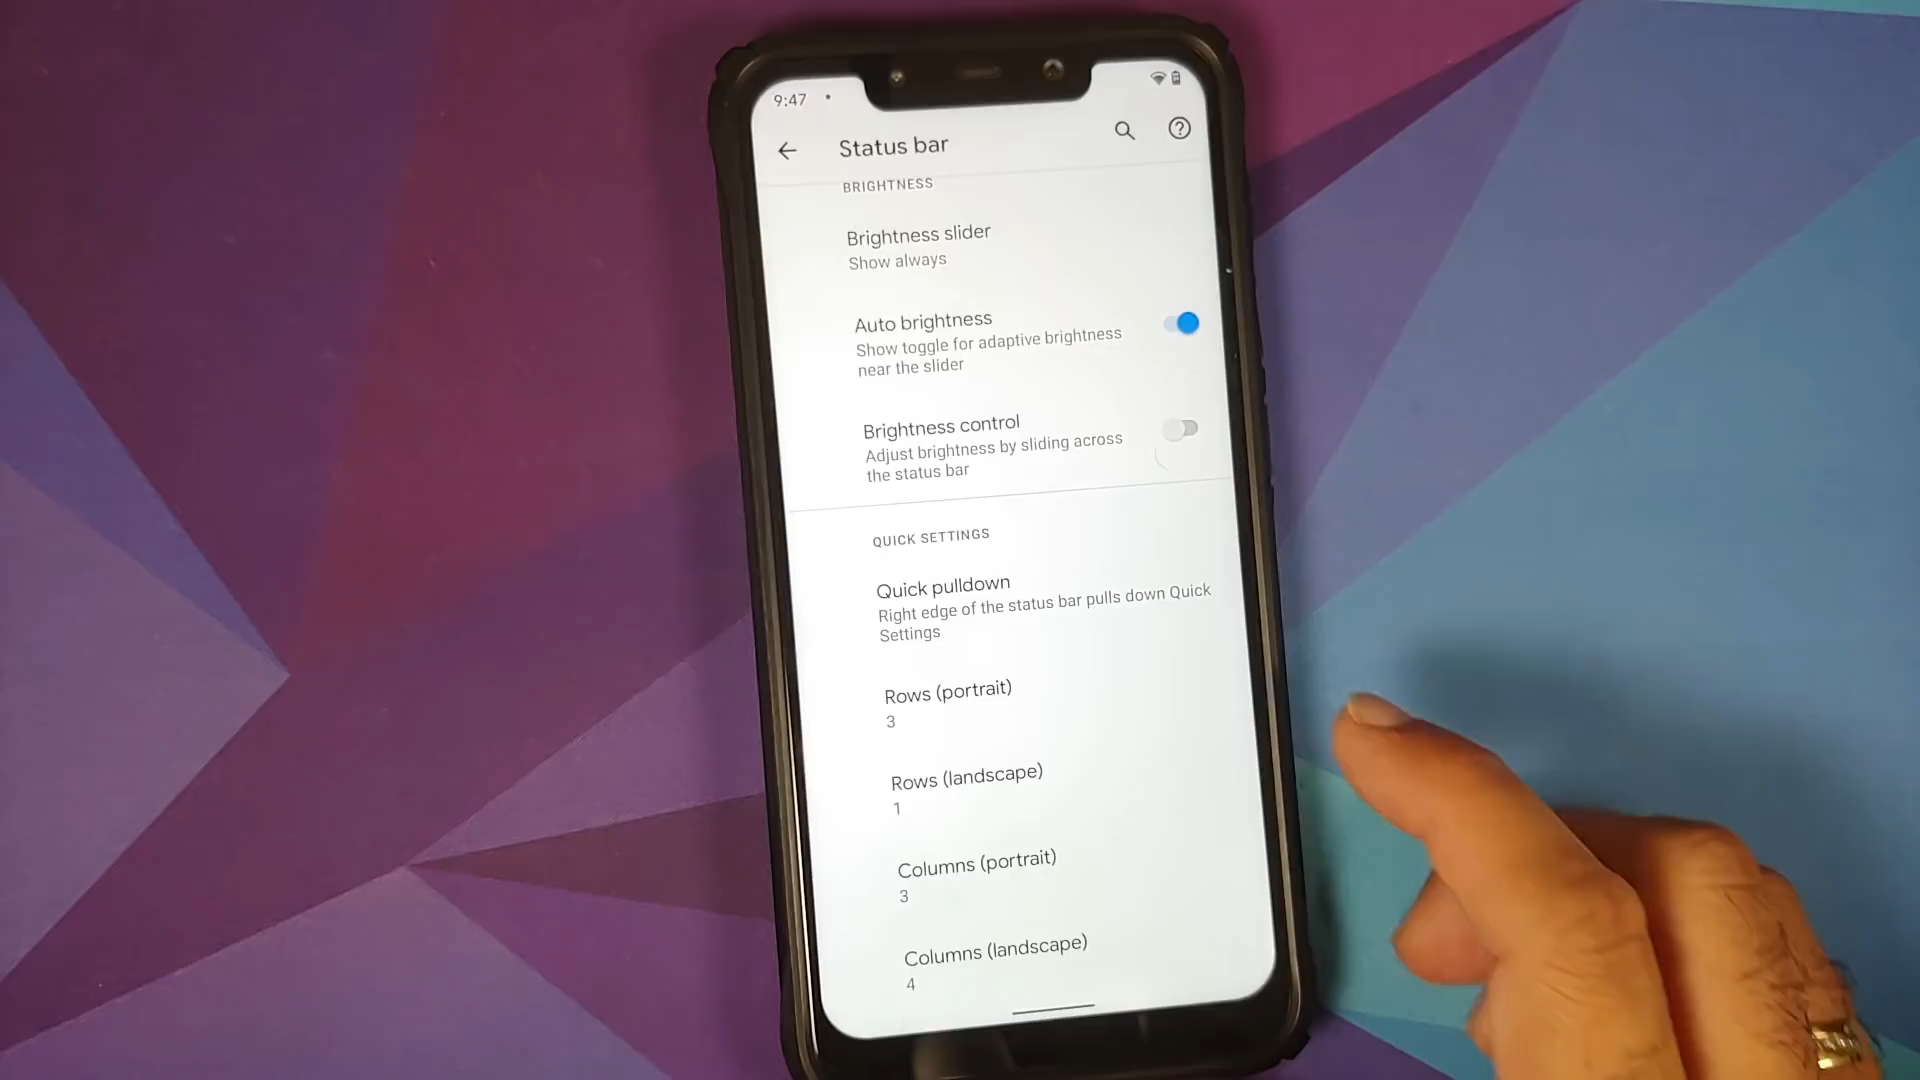 9:47
Status bar
BRIGHTNESS
Brightness slider
Show always
Auto brightness
Show toggle for adaptive brightness
near the slider
Brightness control
Adjust brightness by sliding across
the status bar
QUICK SETTINGS
Quick pulldown
Right edge of the status bar pulls down Quick
Settings
Rows (portrait)
3
Rows (landscape)
1
Columns (portrait)
3
Columns (landscape)
4